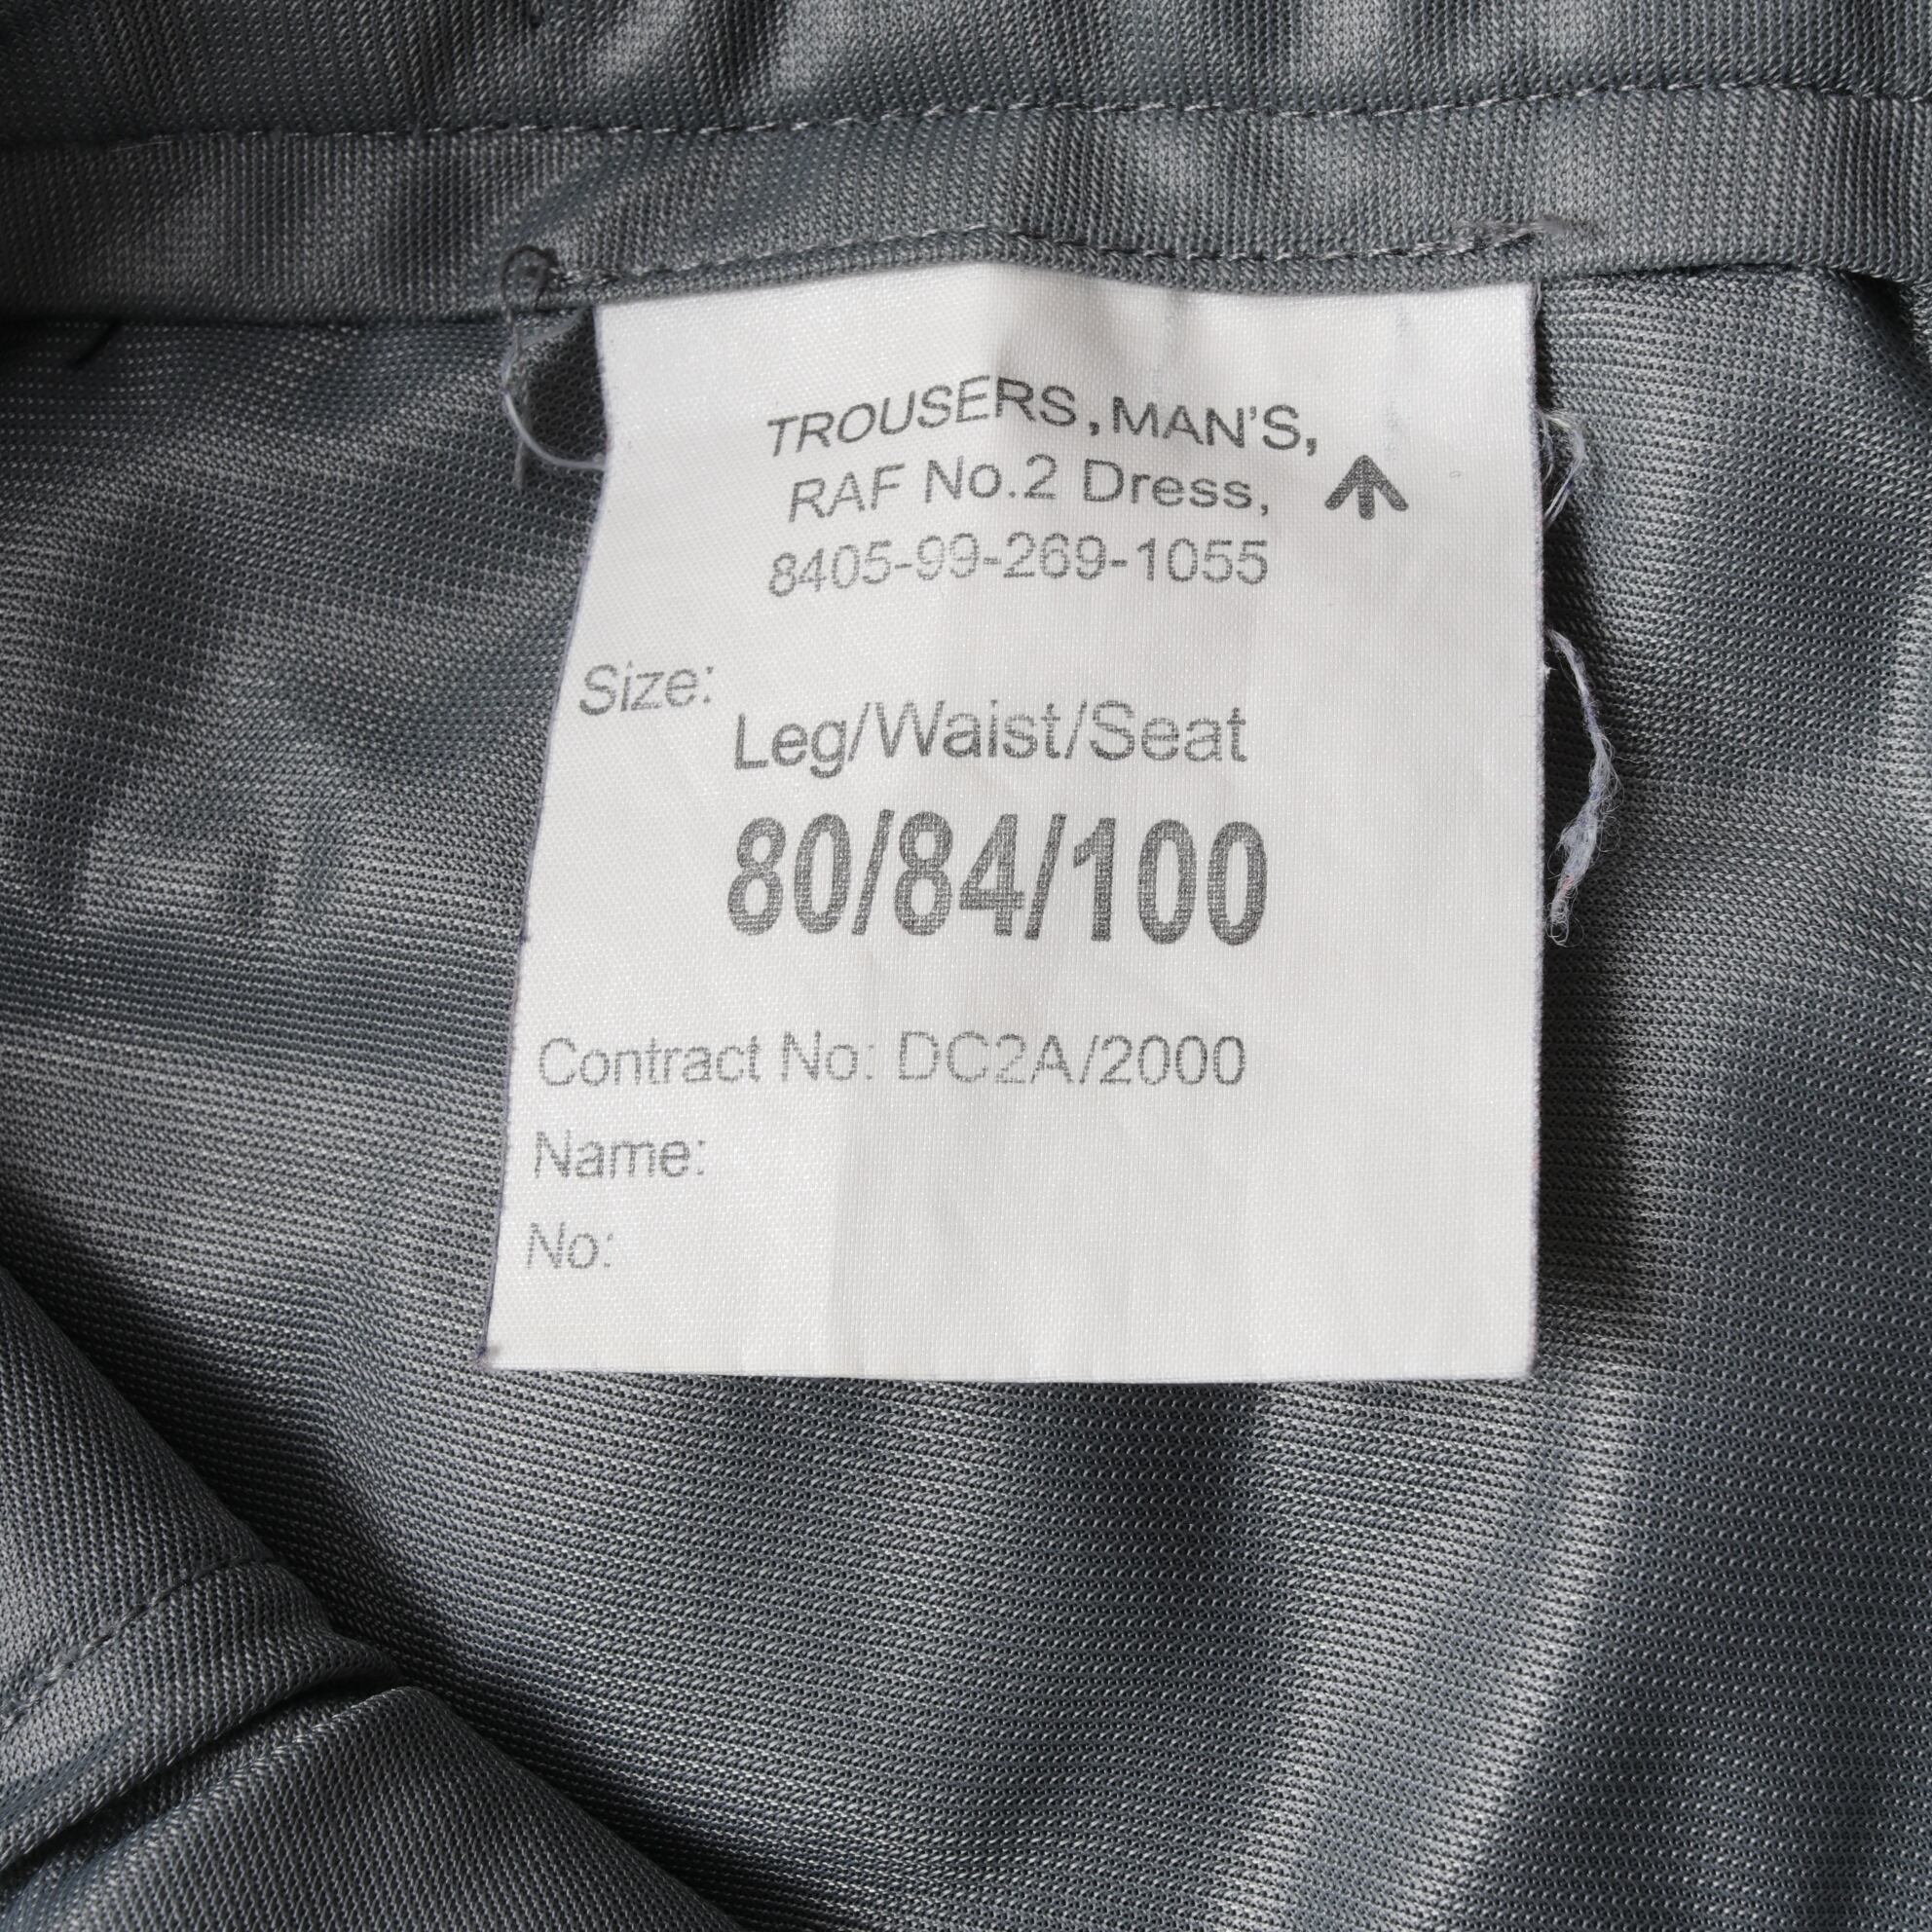 TROUSERS, MAN'S,
RAF No.2 Dress,
8405-99-269-1055
Size:
Leg/Waist/Seat
80/84/100
Contract No: DC2A/2000
Name:
No: